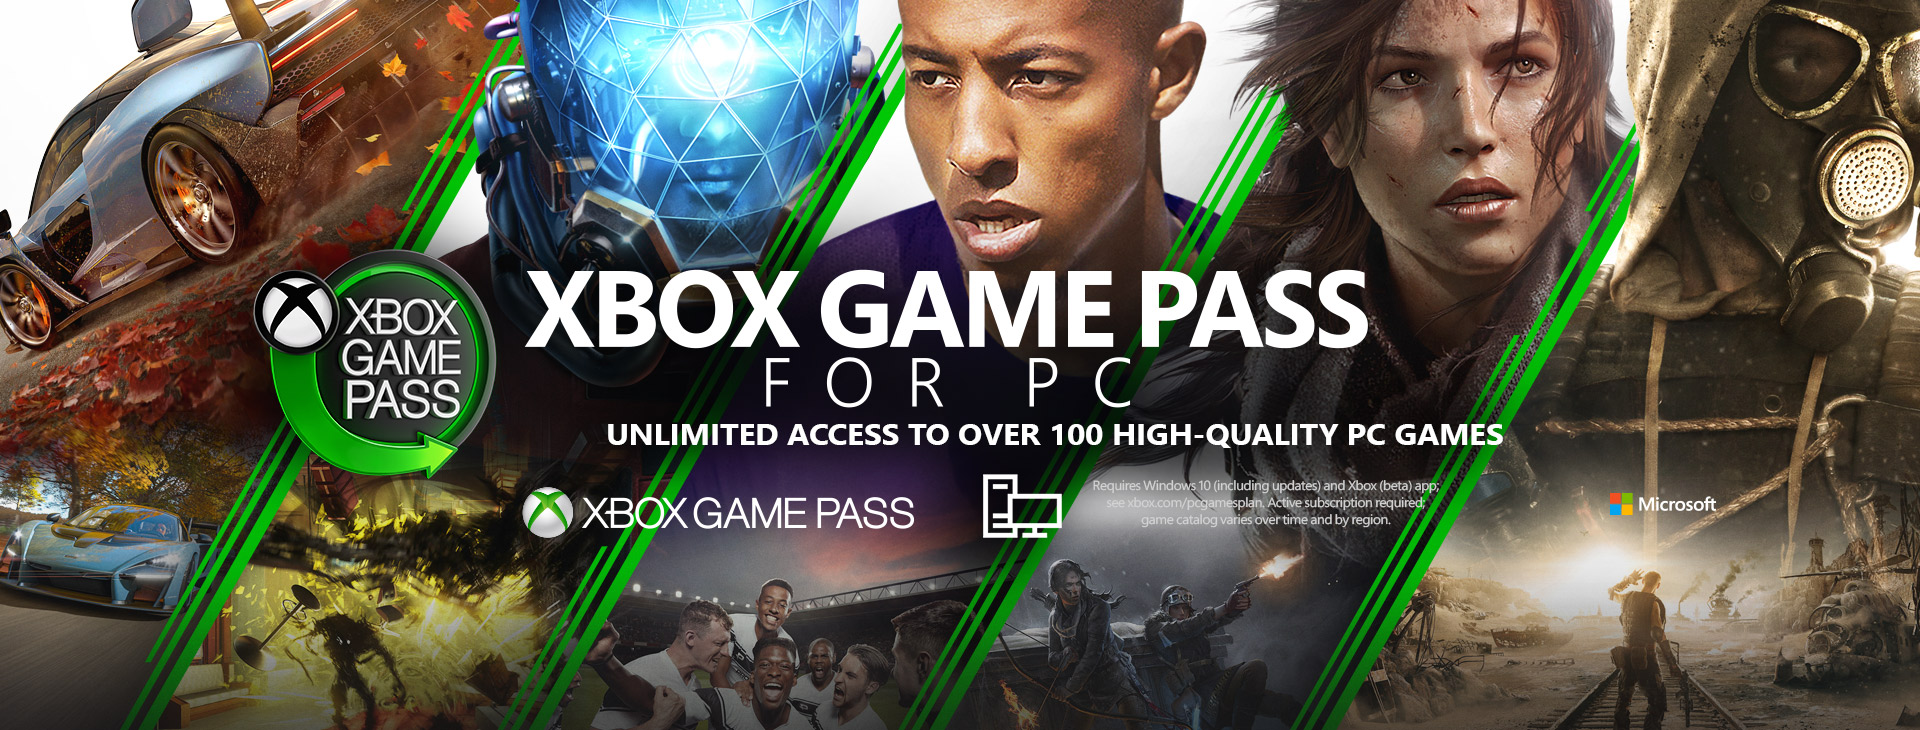 XBOX
GAME
PASS
XBOX GAME PASS
FOR PC
UNLIMITED ACCESS TO OVER 100 HIGH-QUALITY PC GAMES
XBOX GAME PASS
Requires Windows 10 (including updates) and Xbox (beta) app;
see xbox.com/pcgamesplan. Active subscription required;
game catalog varies over time and by region.
Microsoft